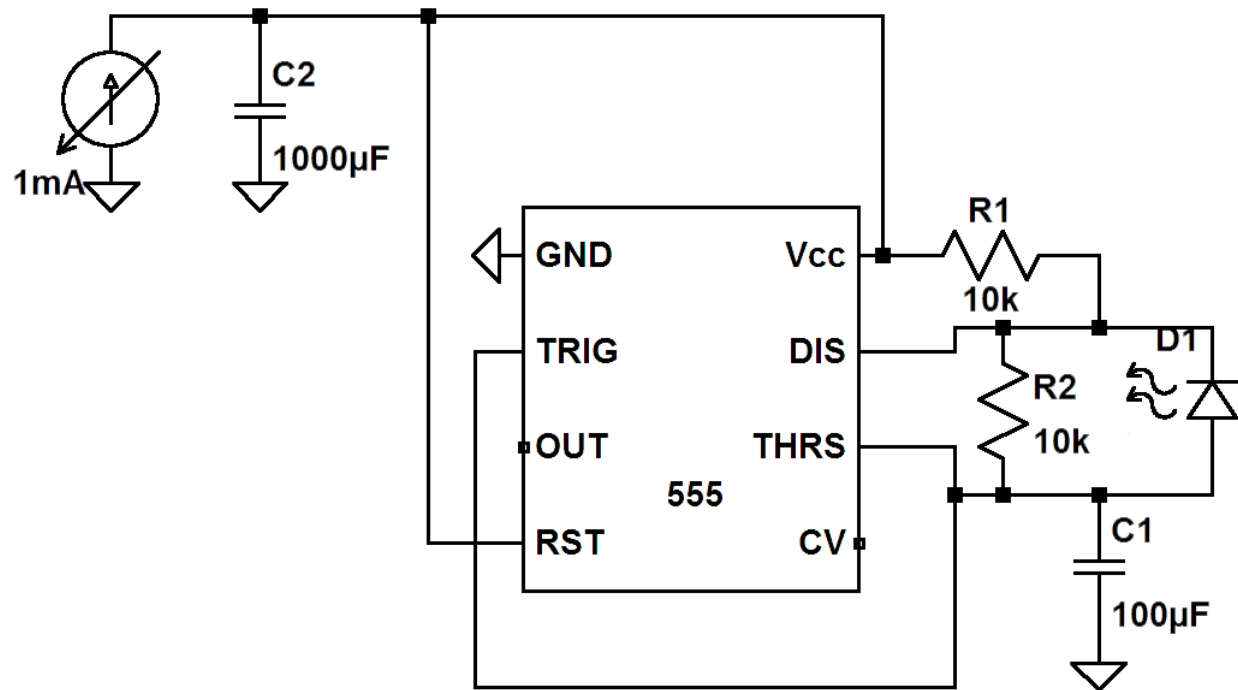 C2
1000µF
1mA
R1
10k
GND
Vcc
TRIG
DIS
D1
R2
10k
OUT
THRS
555
RST
CV
C1
100µF